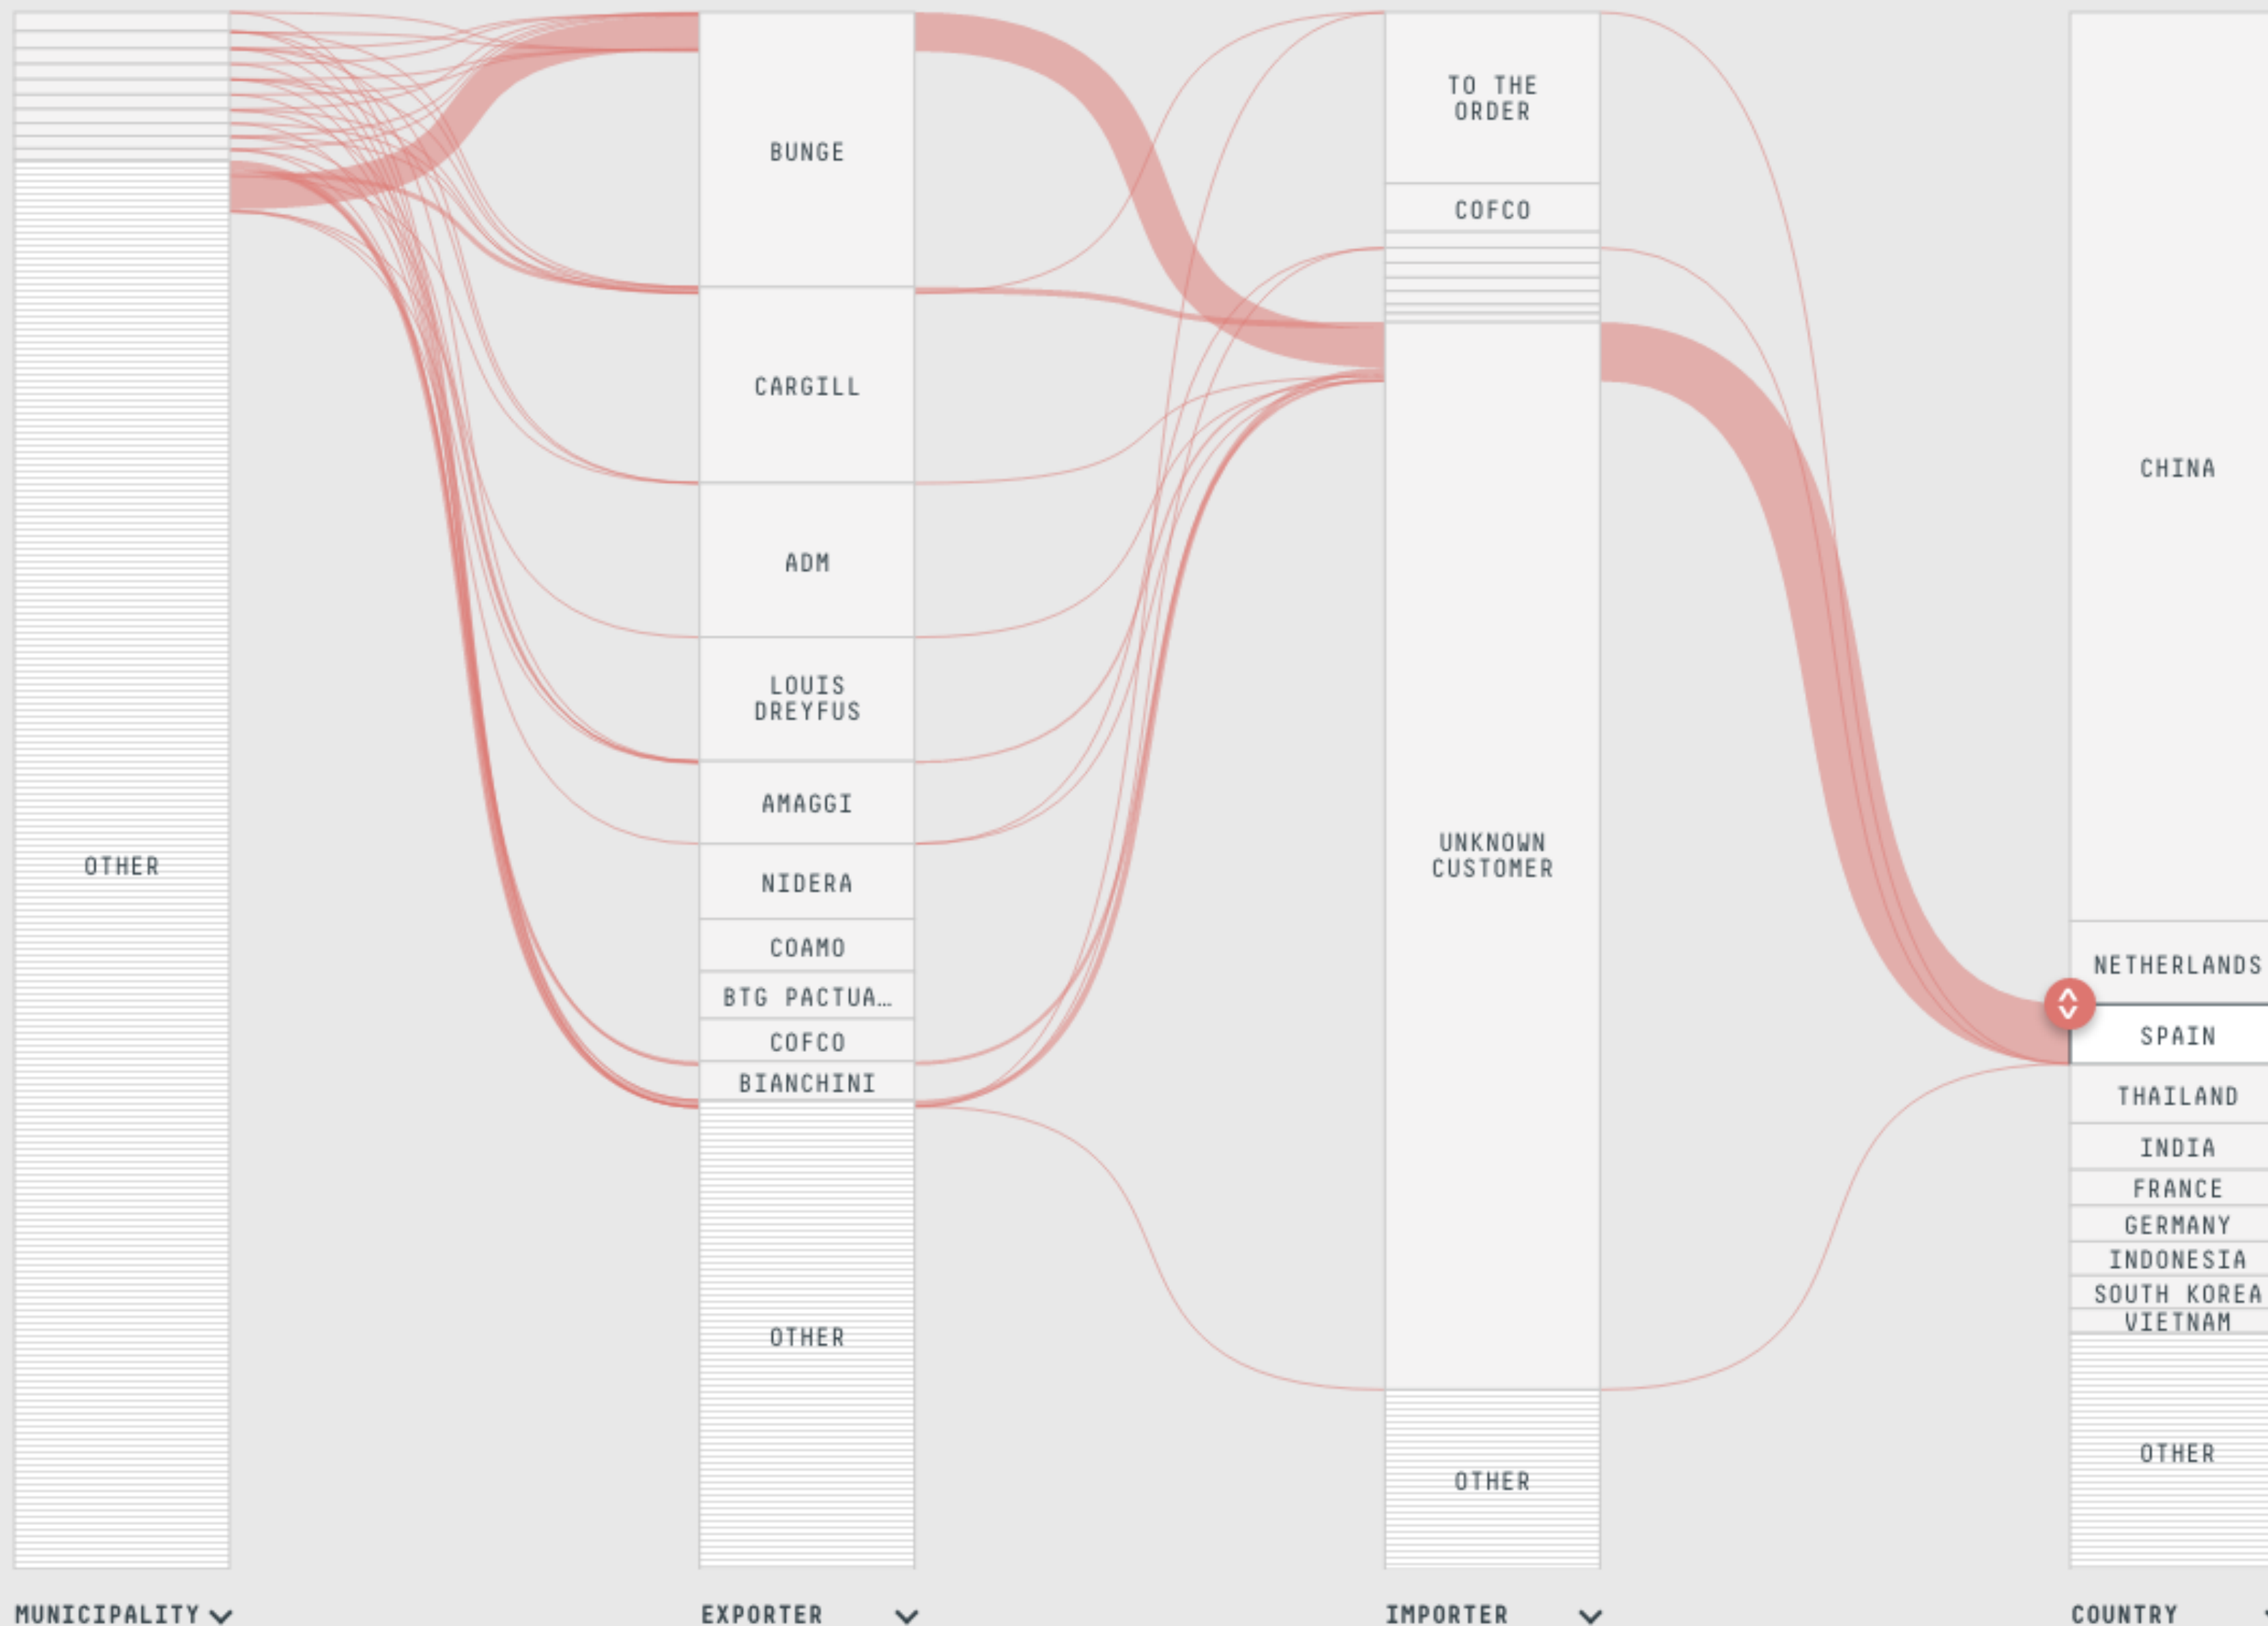 OTHER
BUNGE
CARGILL
ADM
LOUIS
DREYFUS
AMAGGI
NIDERA
COAMO
BTG PACTUA…
COFCO
BIANCHINI
OTHER
TO THE
ORDER
COFCO
UNKNOWN
CUSTOMER
OTHER
CHINA
NETHERLANDS
SPAIN
THAILAND
INDIA
FRANCE
GERMANY
INDONESIA
SOUTH KOREA
VIETNAM
OTHER
MUNICIPALITY
EXPORTER
IMPORTER
COUNTRY